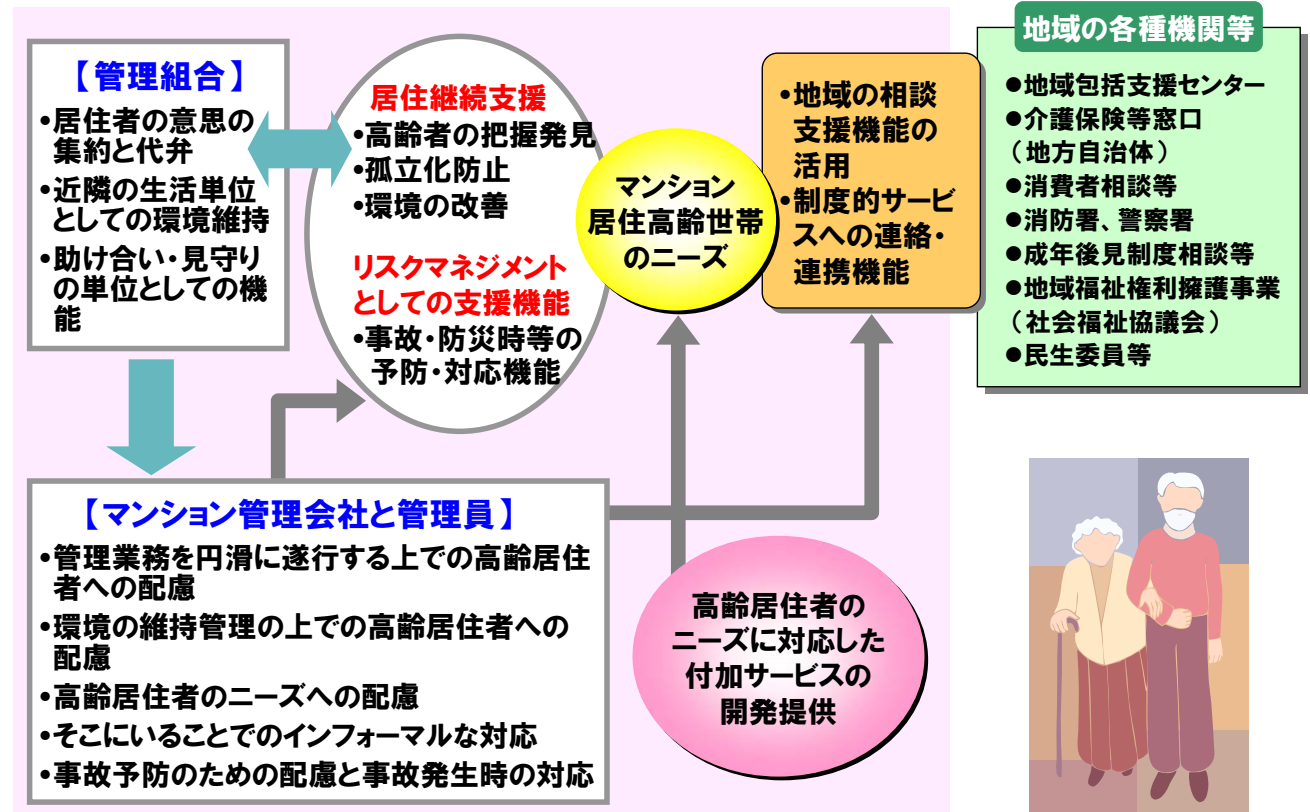 【管理組合】
•居住者の意思の
集約と代弁
•近隣の生活単位
としての環境維持
•助け合い・見守り
の単位としての機
能
居住継続支援
•高齢者の把握発見
•孤立化防止
•環境の改善
リスクマネジメント
としての支援機能
•事故・防災時等の
予防・対応機能
マンション
居住高齢世帯
のニーズ
•地域の相談
支援機能の
活用
•制度的サービ
スへの連絡・
連携機能
地域の各種機関等
●地域包括支援センター
●介護保険等窓口
（地方自治体）
●消費者相談等
●消防署、警察署
●成年後見制度相談等
●地域福祉権利擁護事業
（社会福祉協議会）
●民生委員等
【マンション管理会社と管理員】
•管理業務を円滑に遂行する上での高齢居住
者への配慮
•環境の維持管理の上での高齢居住者への
配慮
•高齢居住者のニーズへの配慮
•そこにいることでのインフォーマルな対応
•事故予防のための配慮と事故発生時の対応
高齢居住者の
ニーズに対応した
付加サービスの
開発提供